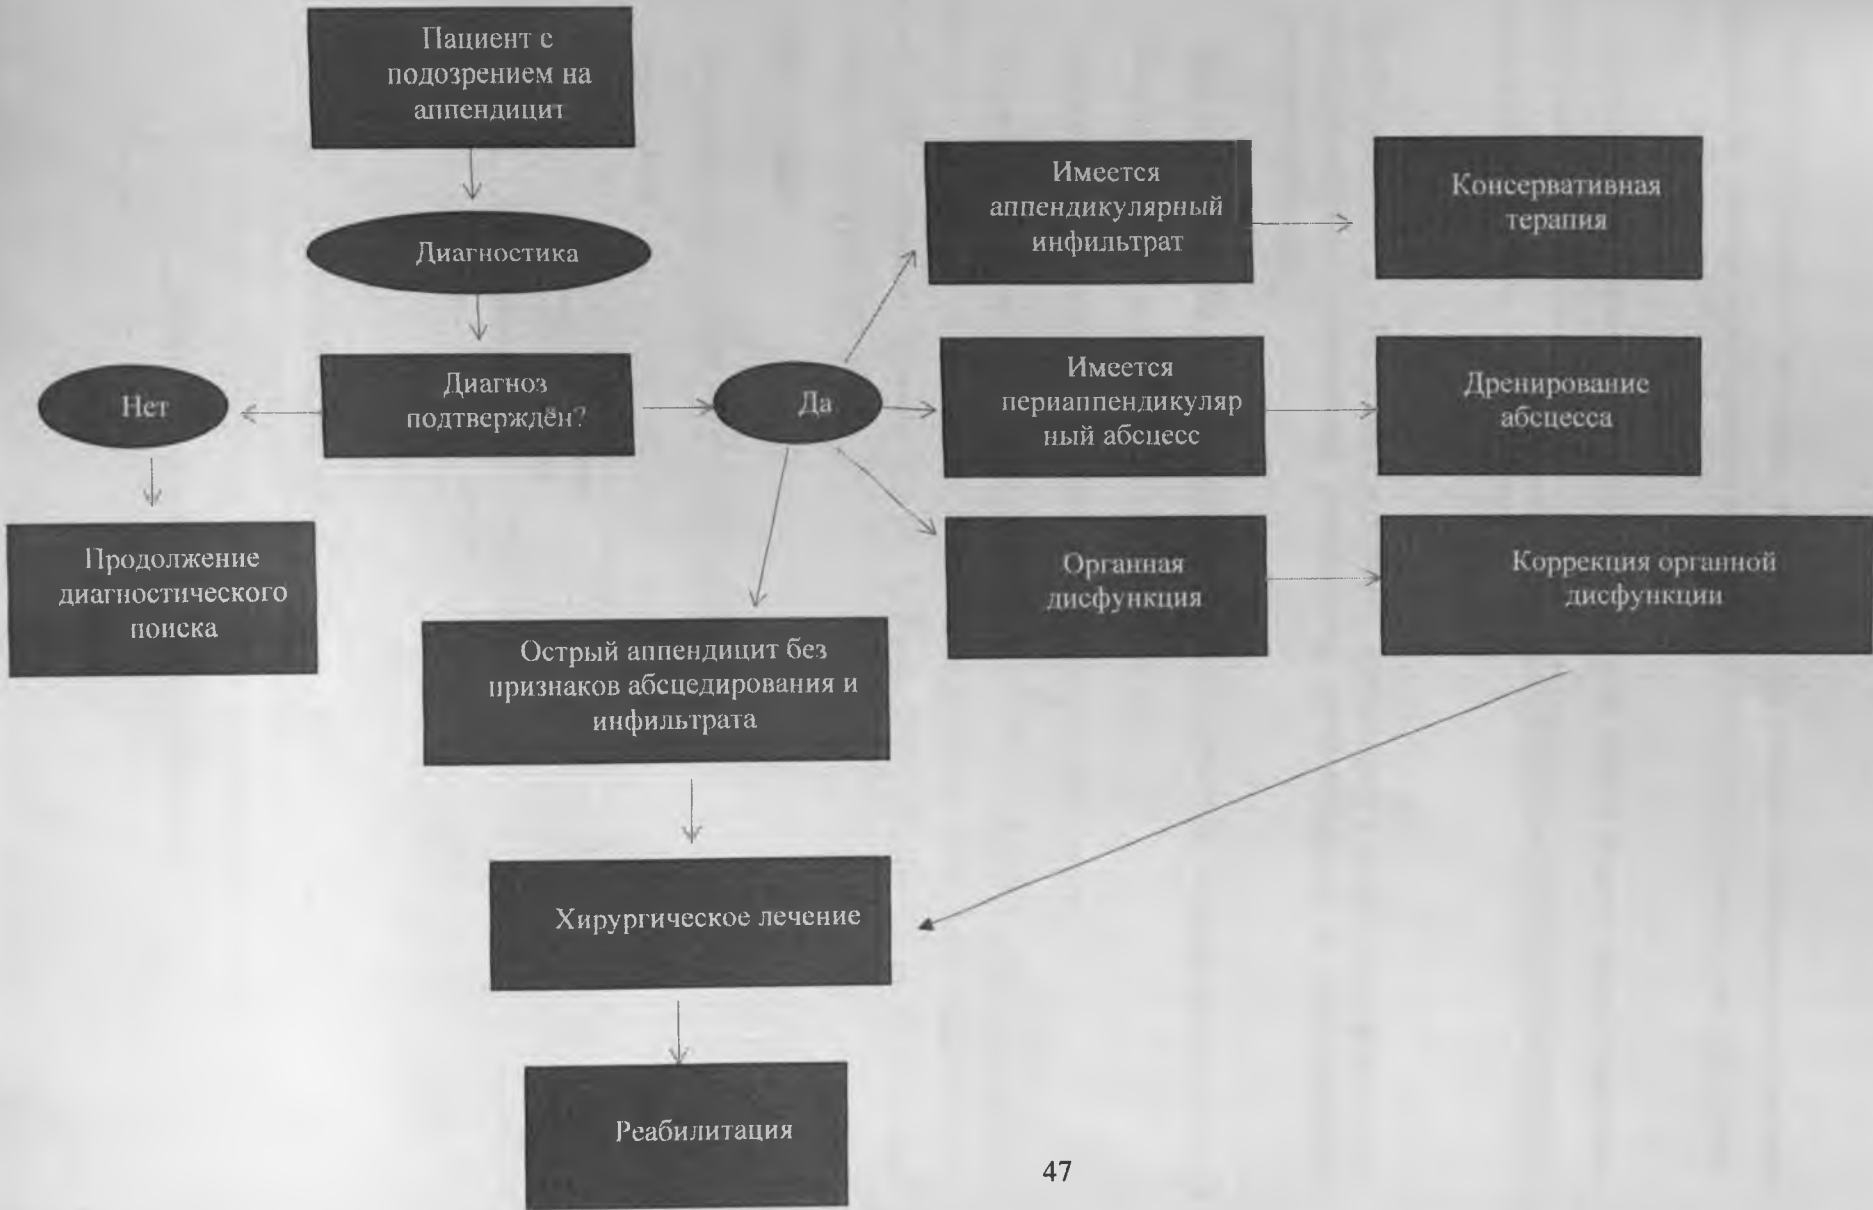 Пациент с
подозрением на
аппендицит
Диагностика
Диагноз
подтверждён?
Нет
Да
Продолжение
диагностического
поиска
Имеется
аппендикулярный
инфильтрат
Консервативная
терапия
Имеется
периаппендикуляр
ный абсцесс
Дренирование
абсцесса
Органная
дисфункция
Коррекция органной
дисфункции
Острый аппендицит без
признаков абсцедирования и
инфильтрата
Хирургическое лечение
Реабилитация
47